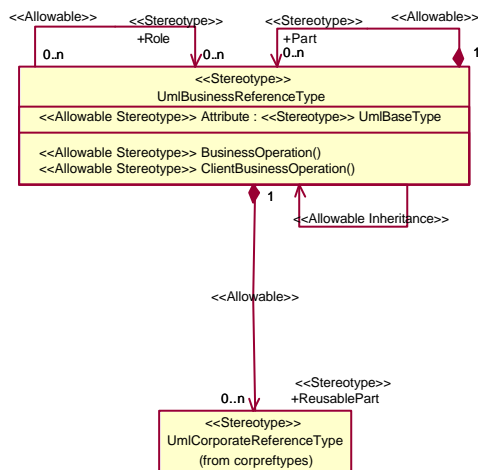 <<Allowable>> <<Stereotype>> <<Stereotype>> <<Allowable>>
+Role +Part
0..n 0..n 0..n 1
<<Stereotype>>
UmlBusinessReferenceType
<<Allowable Stereotype>> Attribute : <<Stereotype>> UmlBaseType
<<Allowable Stereotype>> BusinessOperation()
<<Allowable Stereotype>> ClientBusinessOperation()
1
<<Allowable Inheritance>>
<<Allowable>>
<<Stereotype>>
0..n +ReusablePart
<<Stereotype>>
UmlCorporateReferenceType
(from corpreftypes)